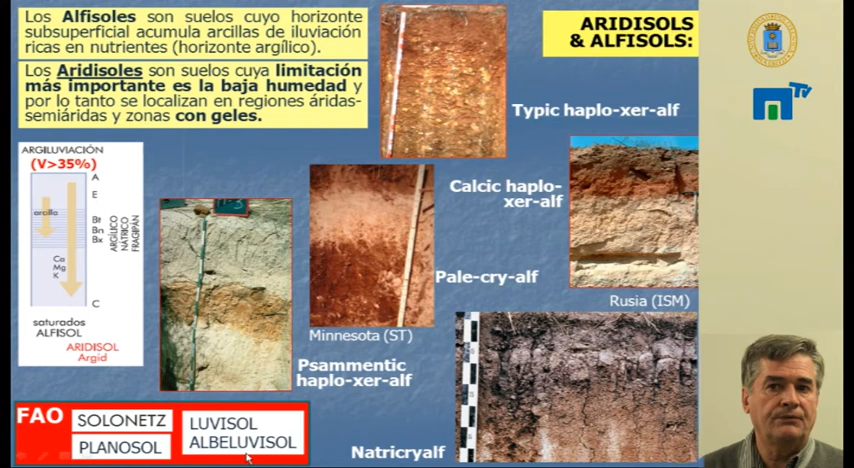 Los Alfisoles son suelos cuyo horizonte
subsuperficial acumula arcillas de iluviación
ricas en nutrientes (horizonte argílico).
Los Aridisoles son suelos cuya limitación
más importante es la baja humedad y
por lo tanto se localizan en regiones áridas-
semiáridas y zonas con geles.
ARIDISOLS
& ALFISOLS:
TV
Typic haplo-xer-alf
ARGILUVIACIÓN
(V>35%)
A
E
arcilla
Bt
Bn
Bx
ARGÍLICO
NÁTRICO
FRAGIPÁN
Ca
Mg
K
C
saturados
ALFISOL
ARIDISOL
Argid
Calcic haplo-
xer-alf
Pale-cry-alf
Rusia (ISM)
Minnesota (ST)
Psammentic
haplo-xer-alf
Natricryalf
FAO
SOLONETZ
PLANOSOL
LUVISOL
ALBELUVISOL